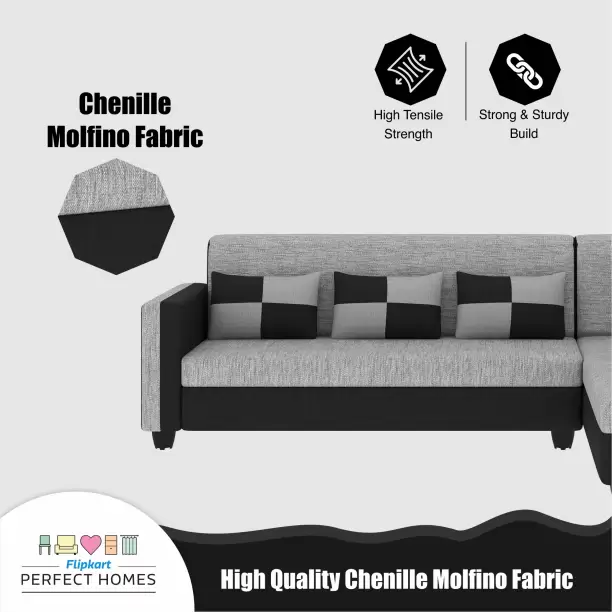 Chenille
Molfino Fabric
High Tensile
Strength
Strong & Sturdy
Build
Flipkart
PERFECT HOMES
High Quality Chenille Molfino Fabric